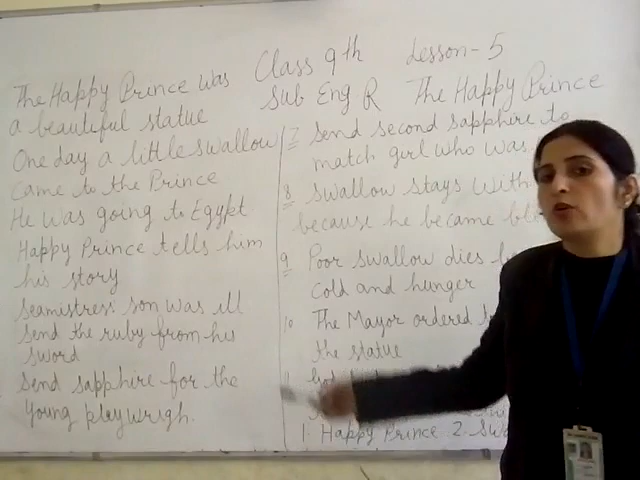 Class 9th Lesson-5
Sub Eng R The Happy Prince
The Happy Prince was
a beautiful statue
One day a little swallow
came to the Prince
He was going to Egypt
Happy Prince tells him
his story
Seamistress son was ill
Send the ruby from his
sword
Send sapphire for the
Young playwrigh.
7 Send second sapphire to
match girl who was
8 Swallow stays with
because he became
9 Poor swallow dies
cold and hunger
10 The Mayor ordered
the statue
1. Happy Prince 2.